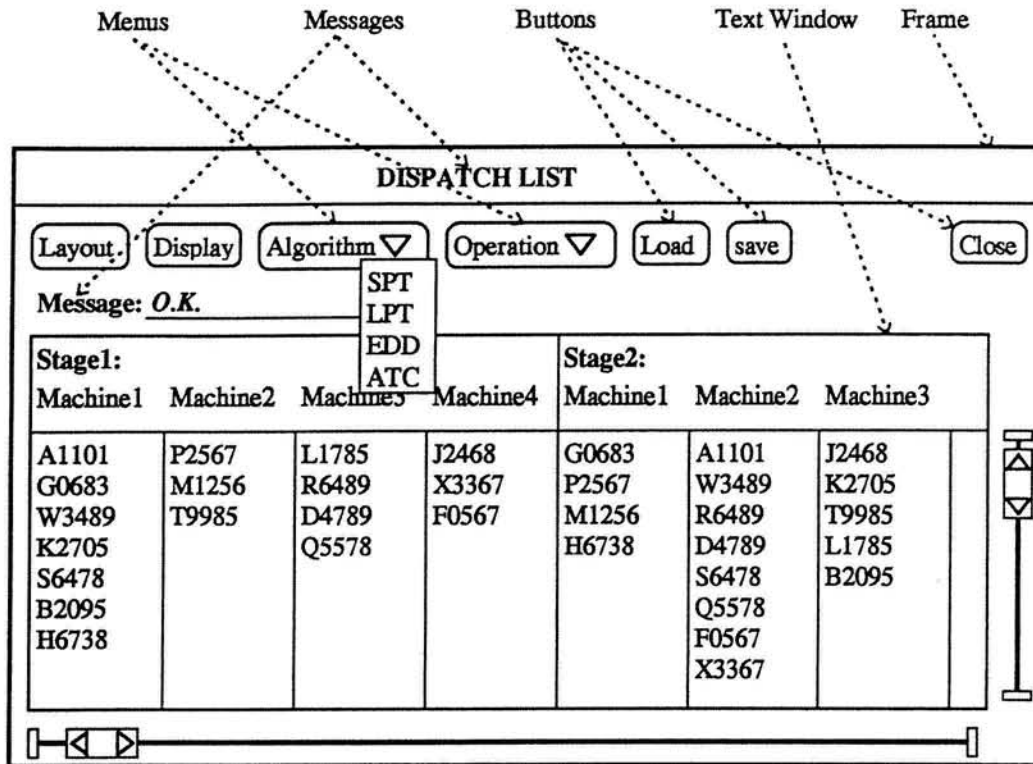 Menus Messages Buttons Text Window Frame
DISPATCH LIST
Layout Display Algorithm Operation Load save Close
SPT
Message: O.K.
LPT
EDD
ATC
Stage1: Stage2:
Machine1 Machine2 Machine3 Machine4 Machine1 Machine2 Machine3
A1101 P2567 L1785 J2468 G0683 A1101 J2468
G0683 M1256 R6489 X3367 P2567 W3489 K2705
W3489 T9985 D4789 F0567 M1256 R6489 T9985
K2705 Q5578 H6738 D4789 L1785
S6478 S6478 B2095
B2095 Q5578
H6738 F0567
X3367